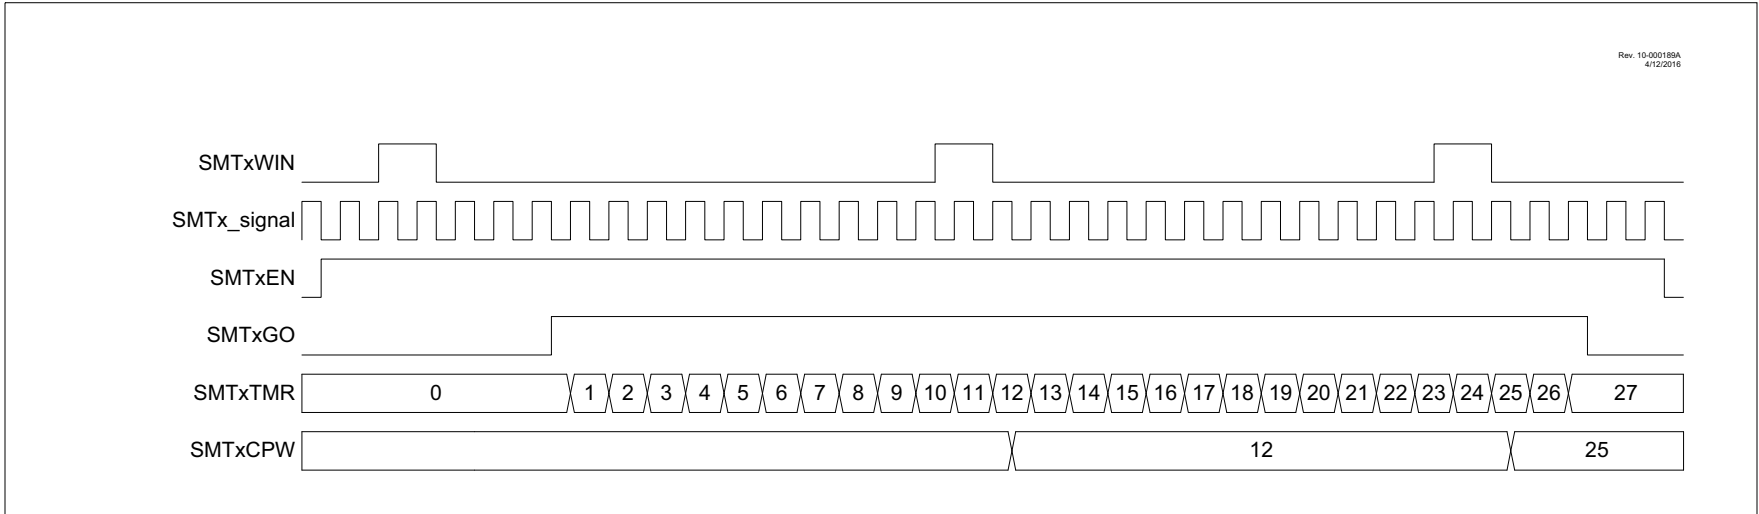 Rev. 10-000189A
4/12/2016
SMTxWIN
SMTx_signal
SMTxEN
SMTxGO
SMTxTMR 0 1 2 3 4 5 6 7 8 9 10 11 12 13 14 15 16 17 18 19 20 21 22 23 24 25 26 27
SMTxCPW 12 25